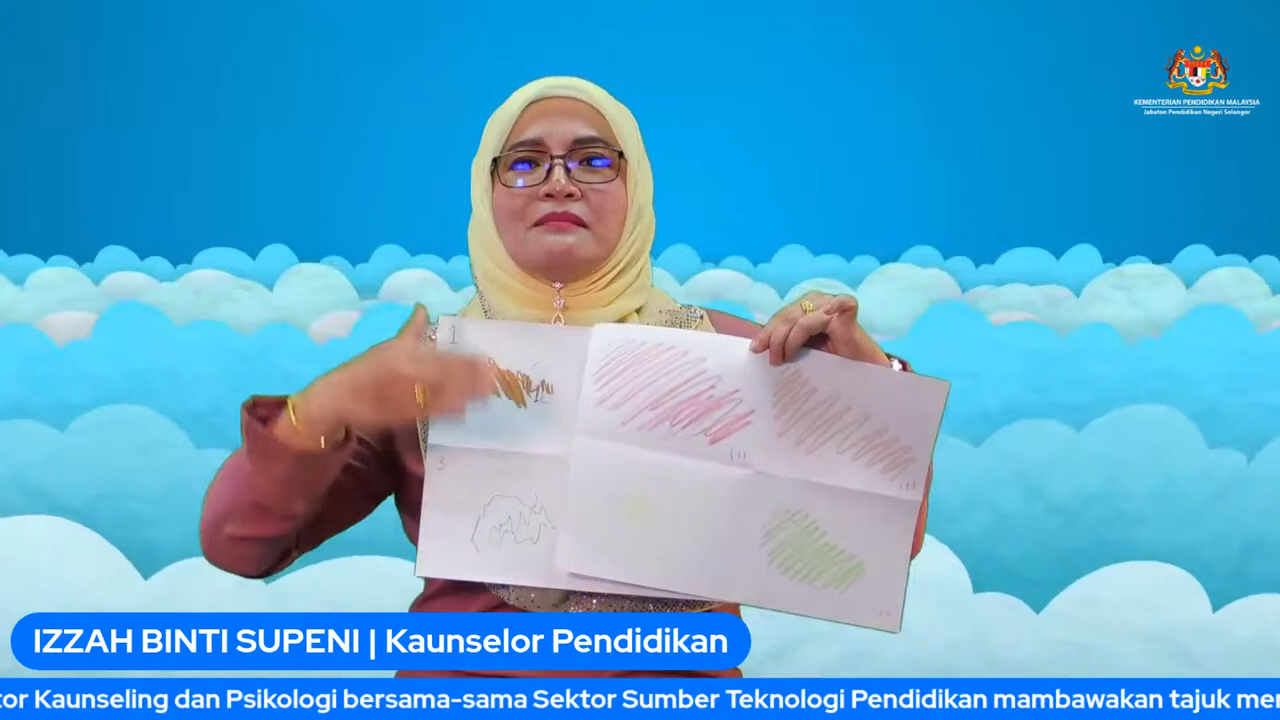 KEMENTERIAN PENDIDIKAN MALAYSIA
Jabatan Pendidikan Negeri Selangor
1
(1)
3
IZZAH BINTI SUPENI | Kaunselor Pendidikan
tor Kaunseling dan Psikologi bersama-sama Sektor Sumber Teknologi Pendidikan mambawakan tajuk mer